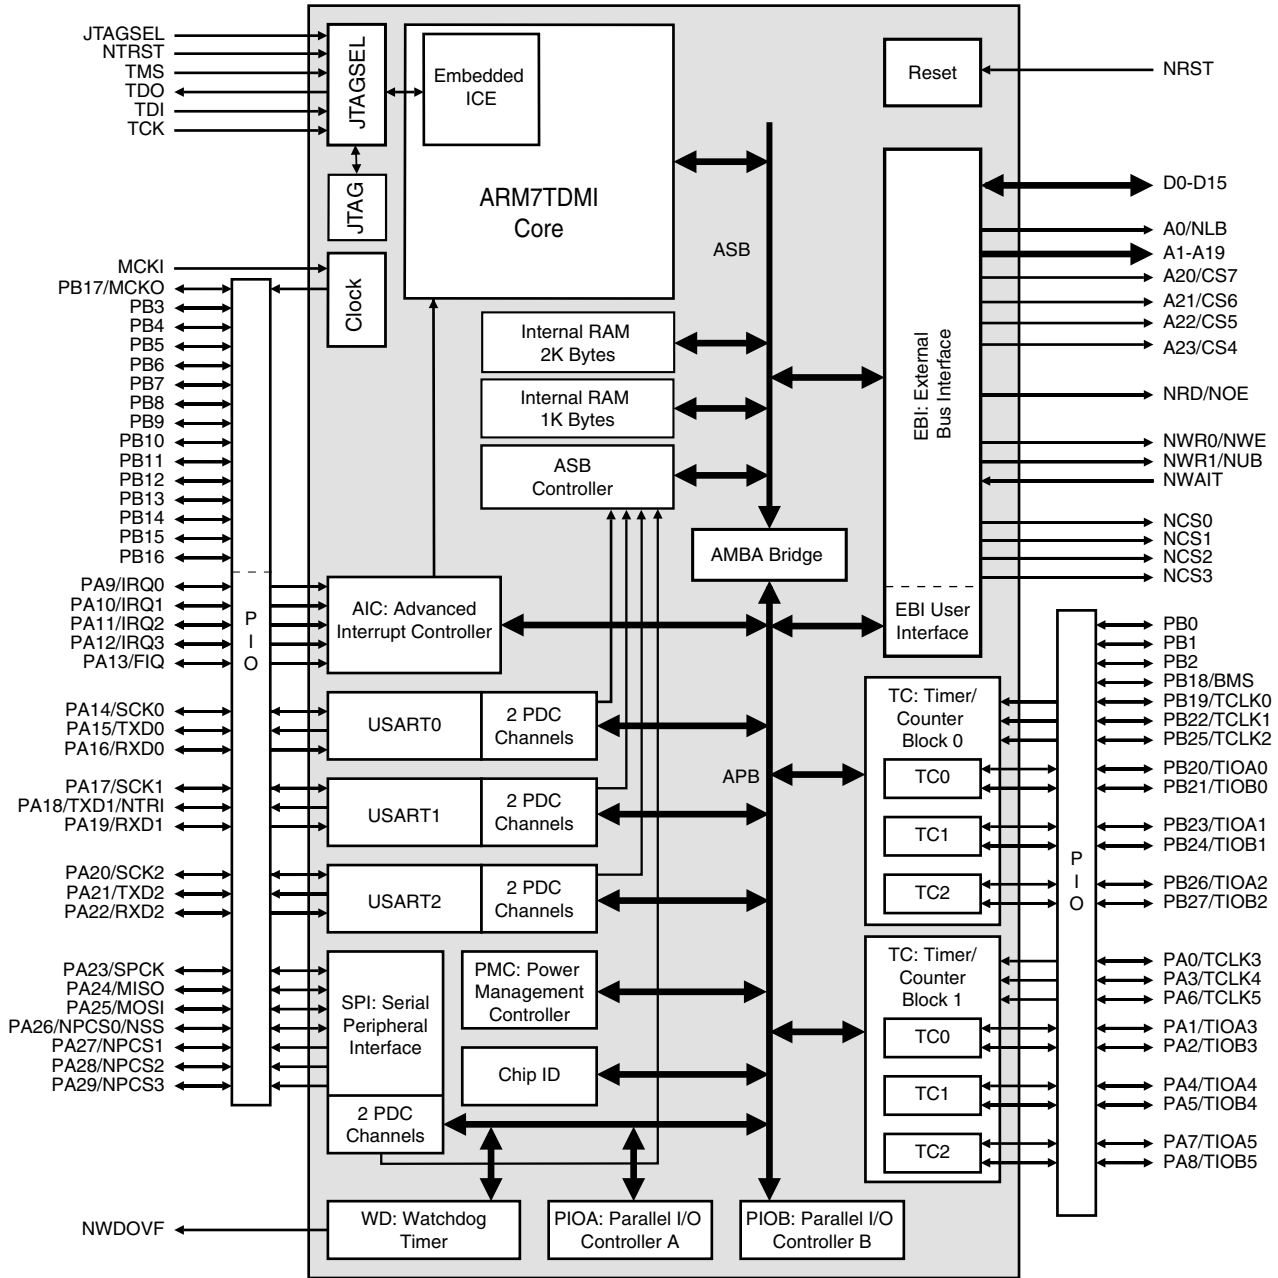 JTAGSEL
NTRST
TMS
TDO
TDI
TCK
JTAGSEL
Embedded
ICE
ARM7TDMI
Core
JTAG
Reset
NRST
MCKI
PB17/MCKO
PB3
PB4
PB5
PB6
PB7
PB8
PB9
PB10
PB11
PB12
PB13
PB14
PB15
PB16
Clock
ASB
Internal RAM
2K Bytes
Internal RAM
1K Bytes
ASB
Controller
AMBA Bridge
EBI: External
Bus Interface
EBI User
Interface
D0-D15
A0/NLB
A1-A19
A20/CS7
A21/CS6
A22/CS5
A23/CS4
NRD/NOE
NWR0/NWE
NWR1/NUB
NWAIT
NCS0
NCS1
NCS2
NCS3
PA9/IRQ0
PA10/IRQ1
PA11/IRQ2
PA12/IRQ3
PA13/FIQ
P
I
O
AIC: Advanced
Interrupt Controller
PA14/SCK0
PA15/TXD0
PA16/RXD0
USART0
2 PDC
Channels
PA17/SCK1
PA18/TXD1/NTRI
PA19/RXD1
USART1
2 PDC
Channels
PA20/SCK2
PA21/TXD2
PA22/RXD2
USART2
2 PDC
Channels
APB
PA23/SPCK
PA24/MISO
PA25/MOSI
PA26/NPCS0/NSS
PA27/NPCS1
PA28/NPCS2
PA29/NPCS3
SPI: Serial
Peripheral
Interface
2 PDC
Channels
PMC: Power
Management
Controller
Chip ID
NWDOVF
WD: Watchdog
Timer
PIOA: Parallel I/O
Controller A
PIOB: Parallel I/O
Controller B
TC: Timer/
Counter
Block 0
TC0
TC1
TC2
TC: Timer/
Counter
Block 1
TC0
TC1
TC2
P
I
O
PB0
PB1
PB2
PB18/BMS
PB19/TCLK0
PB22/TCLK1
PB25/TCLK2
PB20/TIOA0
PB21/TIOB0
PB23/TIOA1
PB24/TIOB1
PB26/TIOA2
PB27/TIOB2
PA0/TCLK3
PA3/TCLK4
PA6/TCLK5
PA1/TIOA3
PA2/TIOB3
PA4/TIOA4
PA5/TIOB4
PA7/TIOA5
PA8/TIOB5